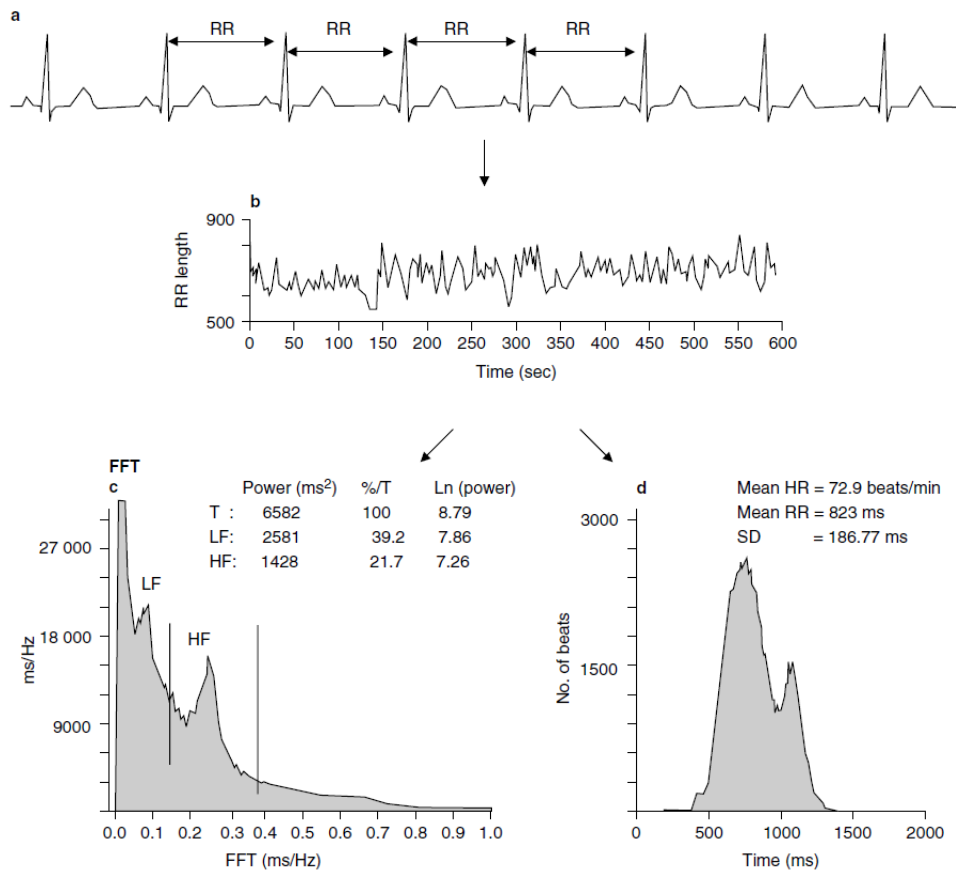 a
RR RR RR RR
b
900
500
RR length
0 50 100 150 200 250 300 350 400 450 500 550 600
Time (sec)
FFT
c
Power (ms²) %/T Ln (power)
T : 6582 100 8.79
LF: 2581 39.2 7.86
HF: 1428 21.7 7.26
27 000
18 000
9000
ms/Hz
LF
HF
0.0 0.1 0.2 0.3 0.4 0.6 0.7 0.8 0.9 1.0
FFT (ms/Hz)
d
Mean HR = 72.9 beats/min
Mean RR = 823 ms
SD = 186.77 ms
3000
1500
No. of beats
0 500 1000 1500 2000
Time (ms)